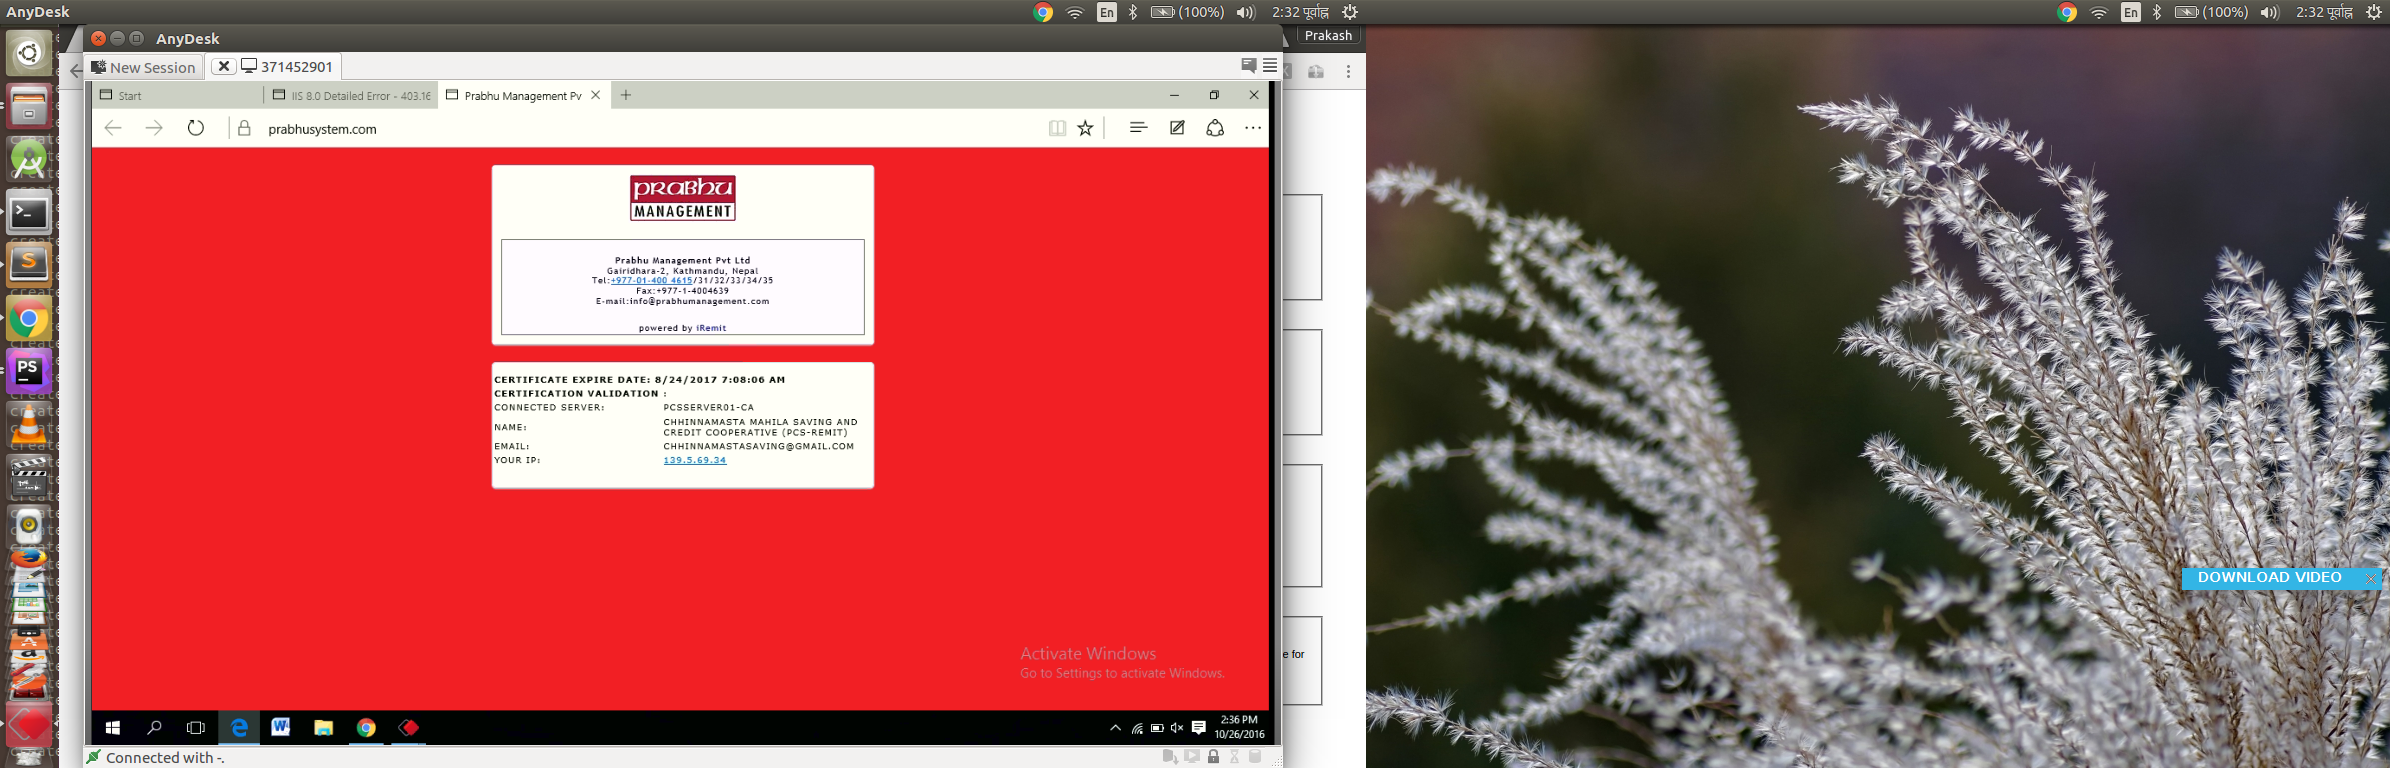 AnyDesk
En
(100%)
2:32 पूर्वाह्न
En
(100%)
2:32 पूर्वाह्न
AnyDesk
Prakash
New Session
371452901
Start
IIS 8.0 Detailed Error - 403.16
Prabhu Management Pv
prabhusystem.com
PRABHU
MANAGEMENT
Prabhu Management Pvt Ltd
Gairidhara-2, Kathmandu, Nepal
Tel:+977-01-400 4615/31/32/33/34/35
Fax:+977-1-4004639
E-mail:info@prabhumanagement.com
powered by iRemit
CERTIFICATE EXPIRE DATE: 8/24/2017 7:08:06 AM
CERTIFICATION VALIDATION :
CONNECTED SERVER: PCSSERVER01-CA
NAME: CHHINNAMASTA MAHILA SAVING AND
CREDIT COOPERATIVE (PCS-REMIT)
EMAIL: CHHINNAMASTASAVING@GMAIL.COM
YOUR IP: 139.5.69.34
DOWNLOAD VIDEO
e for
Activate Windows
Go to Settings to activate Windows.
2:36 PM
10/26/2016
Connected with -.
PS